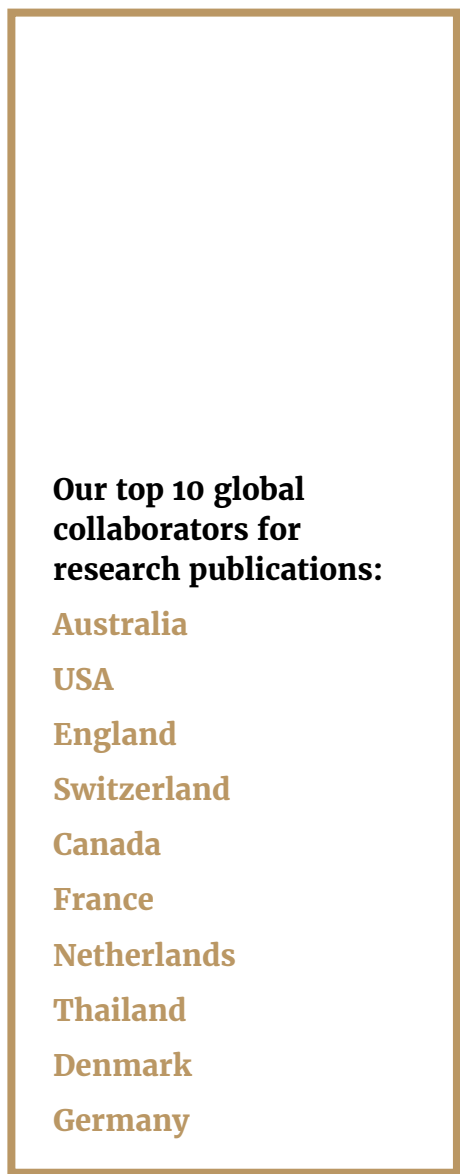 Our top 10 global
collaborators for
research publications:
Australia
USA
England
Switzerland
Canada
France
Netherlands
Thailand
Denmark
Germany